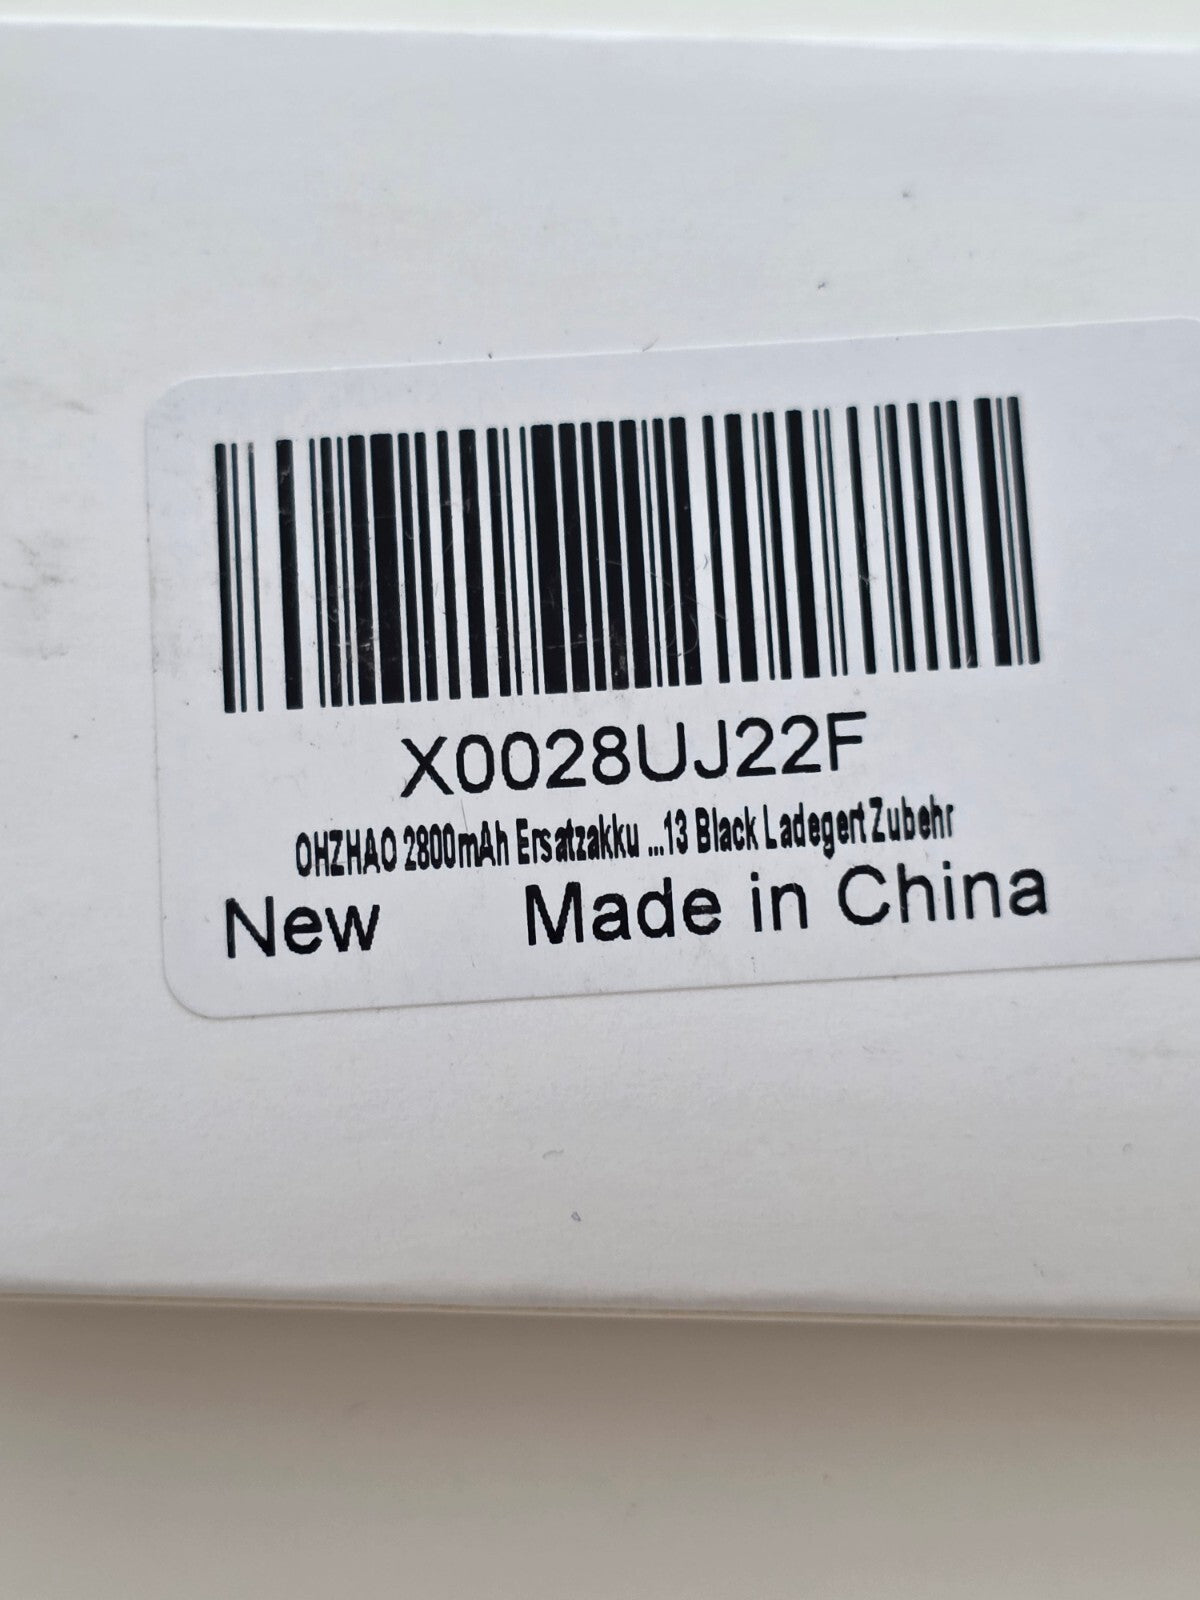 X0028UJ22F
OHZHAO 2800mAh Ersatzakku ...13 Black Ladegert Zubehr
New Made in China